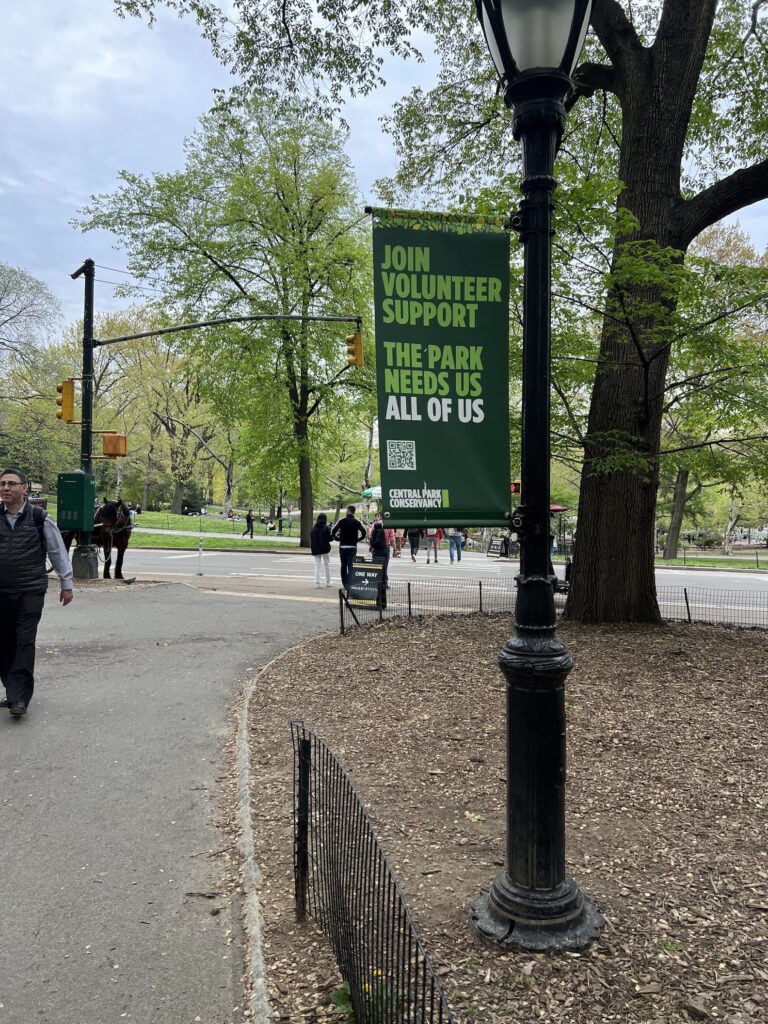 JOIN
VOLUNTEER
SUPPORT
THE PARK
NEEDS US
ALL OF US
CENTRAL PARK
CONSERVANCY
ONE WAY